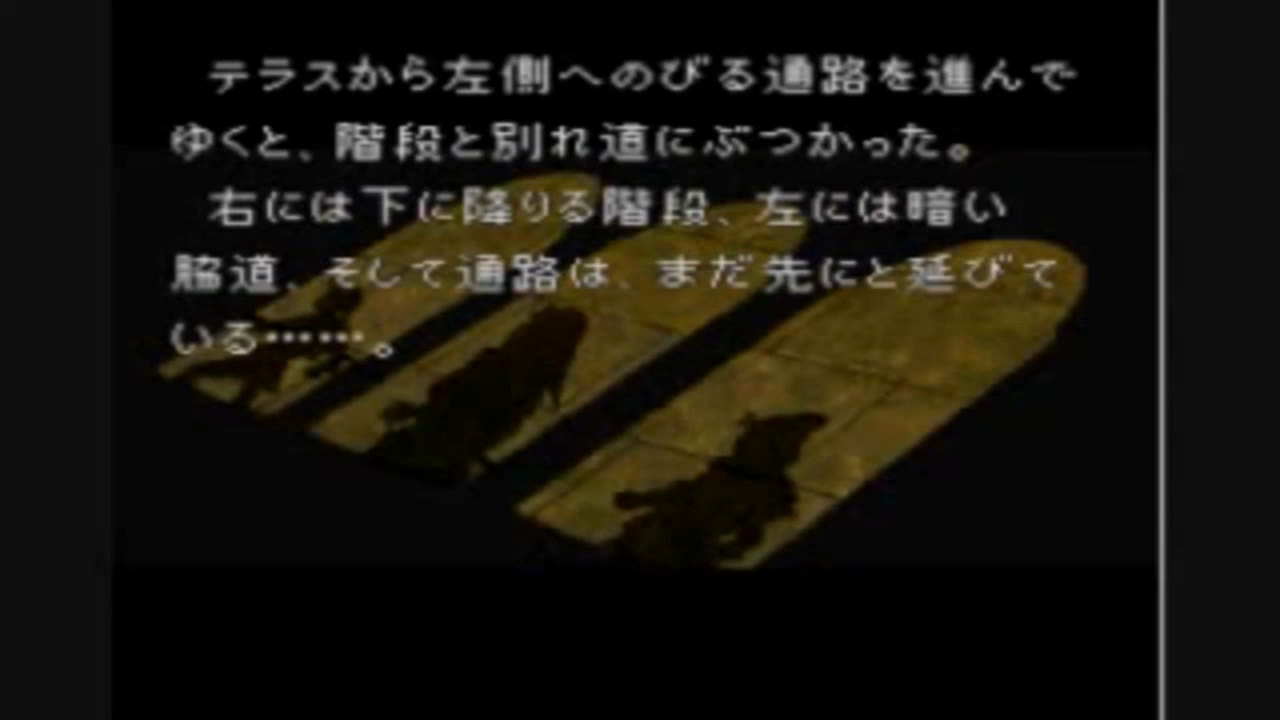 テラスから左側へのびる通路を進んで
ゆくと、階段と別れ道にぶつかった。
右には下に降りる階段、左には暗い
脇道、そして通路は、まだ先にと延びて
いる……。